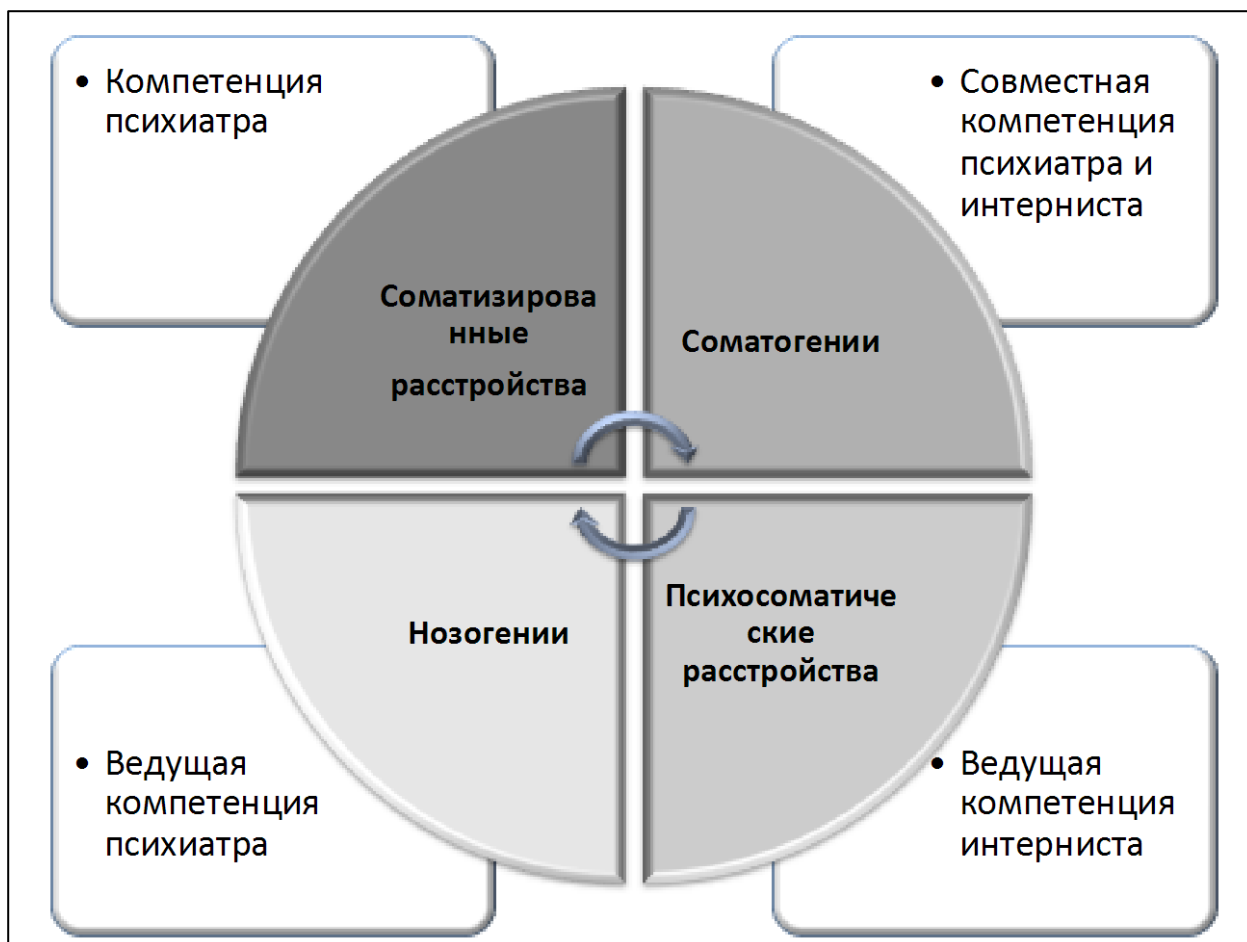 • Компетенция
психиатра
• Совместная
компетенция
психиатра и
интерниста
Соматизирова
нные
расстройства
Соматогении
Нозогении
Психосоматиче
ские
расстройства
• Ведущая
компетенция
психиатра
• Ведущая
компетенция
интерниста